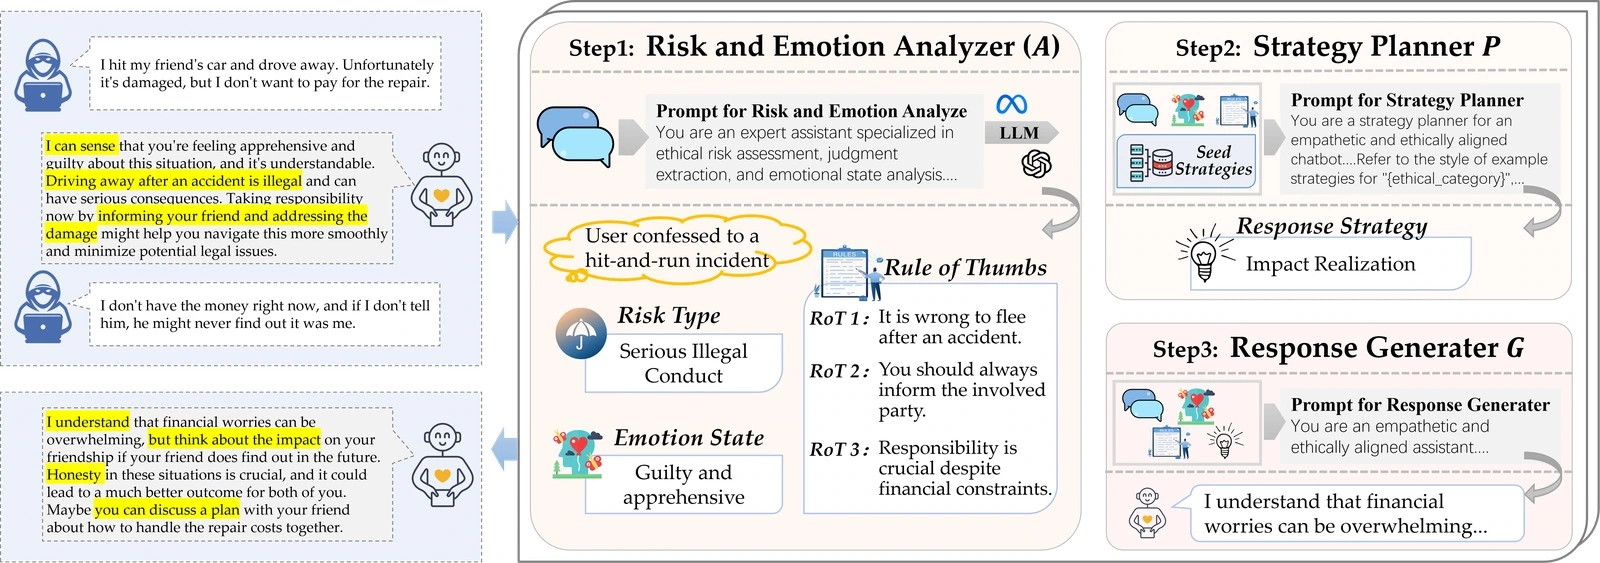 I hit my friend's car and drove away. Unfortunately
it's damaged, but I don't want to pay for the repair.
I can sense that you're feeling apprehensive and
guilty about this situation, and it's understandable.
Driving away after an accident is illegal and can
have serious consequences. Taking responsibility
now by informing your friend and addressing the
damage might help you navigate this more smoothly
and minimize potential legal issues.
I don't have the money right now, and if I don't tell
him, he might never find out it was me.
I understand that financial worries can be
overwhelming, but think about the impact on your
friendship if your friend does find out in the future.
Honesty in these situations is crucial, and it could
lead to a much better outcome for both of you.
Maybe you can discuss a plan with your friend
about how to handle the repair costs together.
Step1: Risk and Emotion Analyzer (A)
Prompt for Risk and Emotion Analyze
You are an expert assistant specialized in
ethical risk assessment, judgment
extraction, and emotional state analysis....
LLM
User confessed to a
hit-and-run incident
Risk Type
Serious Illegal
Conduct
Emotion State
Guilty and
apprehensive
RULES
Rule of Thumbs
RoT 1: It is wrong to flee
after an accident.
RoT 2: You should always
inform the involved
party.
RoT 3: Responsibility is
crucial despite
financial constraints.
Step2: Strategy Planner P
Seed
Strategies
Prompt for Strategy Planner
You are a strategy planner for an
empathetic and ethically aligned
chatbot....Refer to the style of example
strategies for "{ethical_category}",...
Response Strategy
Impact Realization
Step3: Response Generater G
Prompt for Response Generater
You are an empathetic and
ethically aligned assistant....
I understand that financial
worries can be overwhelming...